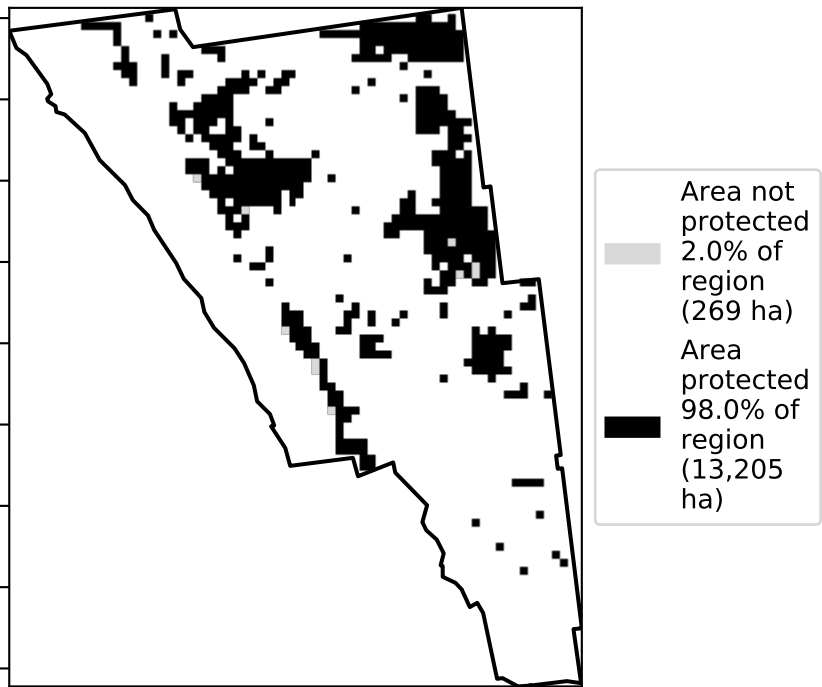 Area not
protected
2.0% of
region
(269 ha)
Area
protected
98.0% of
region
(13,205
ha)